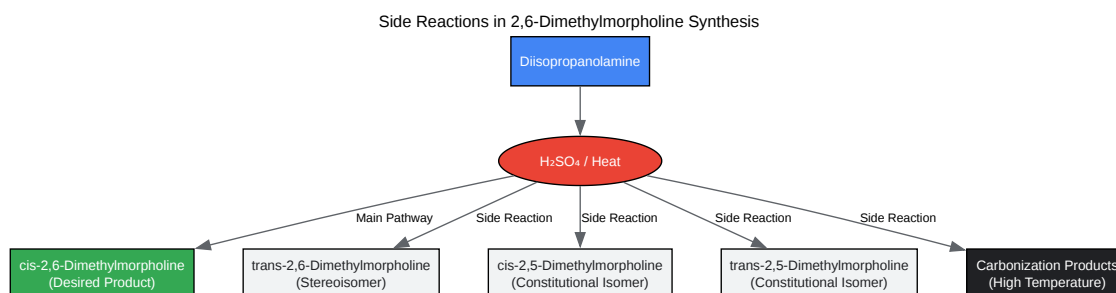 Side Reactions in 2,6-Dimethylmorpholine Synthesis
Diisopropanolamine
H₂SO₄ / Heat
Main Pathway
Side Reaction
Side Reaction
Side Reaction
Side Reaction
cis-2,6-Dimethylmorpholine
(Desired Product)
trans-2,6-Dimethylmorpholine
(Stereoisomer)
cis-2,5-Dimethylmorpholine
(Constitutional Isomer)
trans-2,5-Dimethylmorpholine
(Constitutional Isomer)
Carbonization Products
(High Temperature)